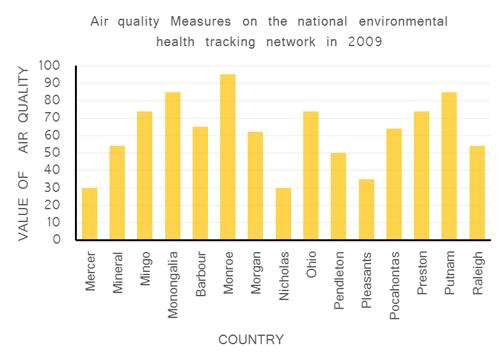 Air quality Measures on the national environmental
health tracking network in 2009
VALUE OF AIR QUALITY
100
90
80
70
60
50
40
30
20
10
0
Mercer
Mineral
Mingo
Monongalia
Barbour
Monroe
Morgan
Nicholas
Ohio
Pendleton
Pleasants
Pocahontas
Preston
Putnam
Raleigh
COUNTRY